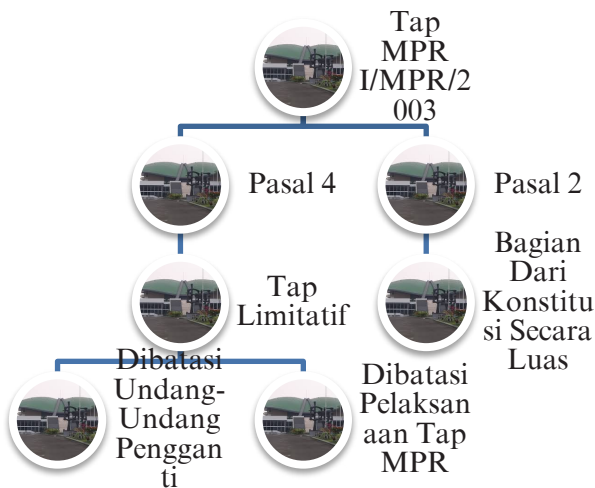 Tap
MPR
I/MPR/2
003
Pasal 4
Pasal 2
Tap
Limitatif
Bagian
Dari
Konstitu
si Secara
Luas
Dibatasi
Undang-
Undang
Penggan
ti
Dibatasi
Pelaksan
aan Tap
MPR